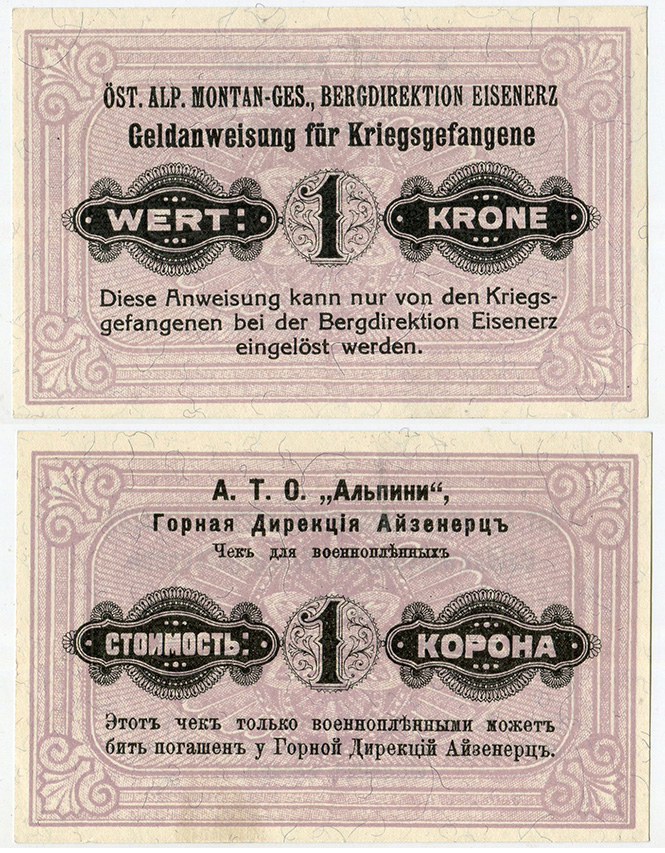 ÖST. ALP. MONTAN-GES., BERGDIREKTION EISENERZ
Geldanweisung für Kriegsgefangene
WERT: 1 KRONE
Diese Anweisung kann nur von den Kriegs-
gefangenen bei der Bergdirektion Eisenerz
eingelöst werden.
А. Т. О. „Альпини“,
Горная Дирекція Айзенерцъ
Чекъ для военноплѣнныхъ
СТОИМОСТЬ: 1 КОРОНА
Этотъ чекъ только военноплѣнными можетъ
бить погашенъ у Горной Дирекцій Айзенерцъ.